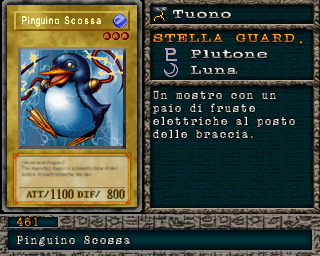 Pinguino Scossa
ATT/1100 DIF/ 800
Tuono
STELLA GUARD.
Plutone
Luna
Un mostro con un
paio di fruste
elettriche al posto
delle braccia.
461
Pinguino Scossa